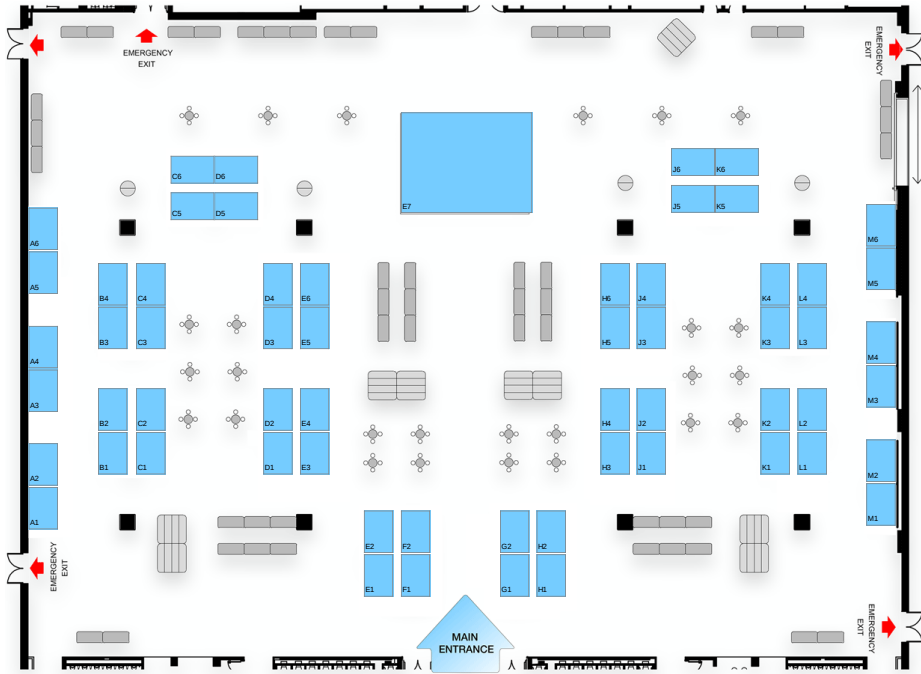 EMERGENCY
EXIT
EMERGENCY
EXIT
C6
D6
J6
K6
C5
D5
E7
J5
K5
A6
M6
A5
M5
B4
C4
D4
E6
H6
J4
K4
L4
B3
C3
D3
E5
H5
J3
K3
L3
A4
M4
A3
M3
B2
C2
D2
E4
H4
J2
K2
L2
B1
C1
D1
E3
H3
J1
K1
L1
A2
M2
A1
M1
E2
F2
G2
H2
EMERGENCY
EXIT
E1
F1
G1
H1
MAIN
ENTRANCE
EMERGENCY
EXIT